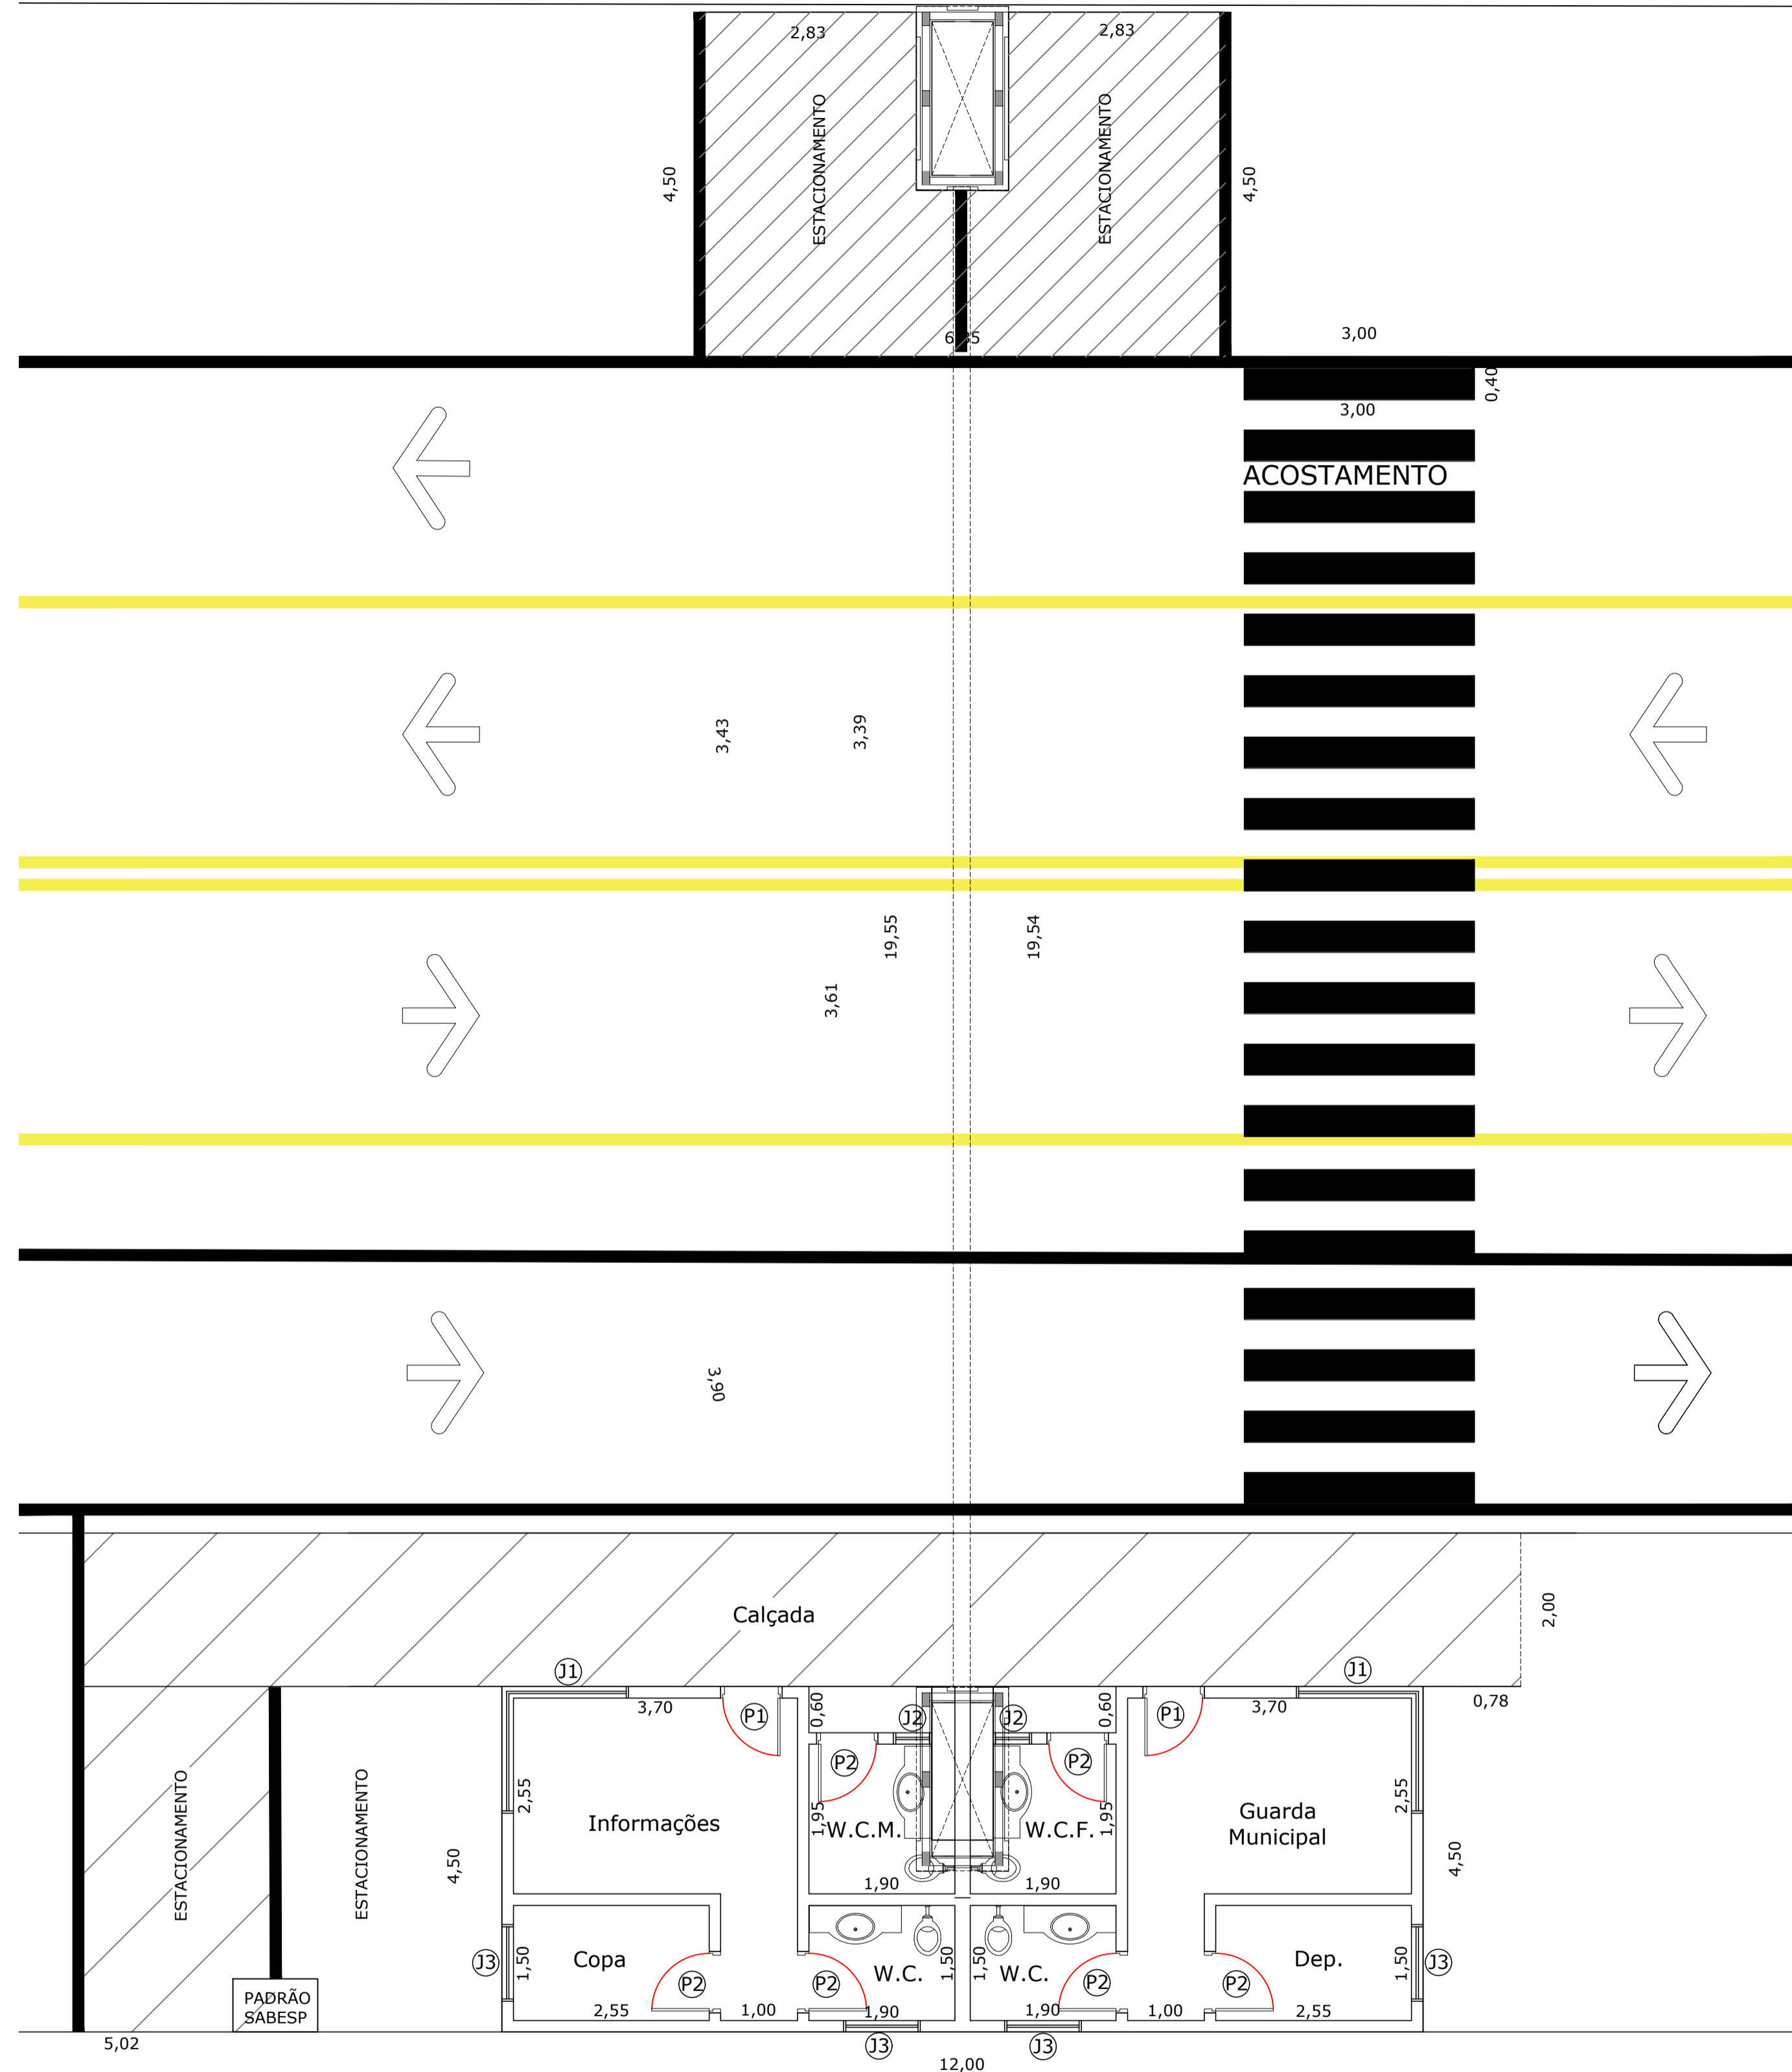 2,83
2,83
ESTACIONAMENTO
ESTACIONAMENTO
4,50
4,50
3,00
0,40
3,00
ACOSTAMENTO
3,43
3,39
19,55
19,54
3,61
3,90
Calçada
2,00
J1
J1
3,70
P1
0,60
J2
J2
0,60
P1
3,70
0,78
P2
P2
ESTACIONAMENTO
ESTACIONAMENTO
4,50
2,55
Informações
1,95
W.C.M.
W.C.F.
1,95
Guarda
Municipal
2,55
4,50
1,90
1,90
J3
1,50
Copa
P2
P2
W.C.
1,50
1,50
W.C.
P2
P2
Dep.
1,50
J3
PADRÃO
SABESP
2,55
1,00
1,90
1,90
1,00
2,55
5,02
J3
J3
12,00